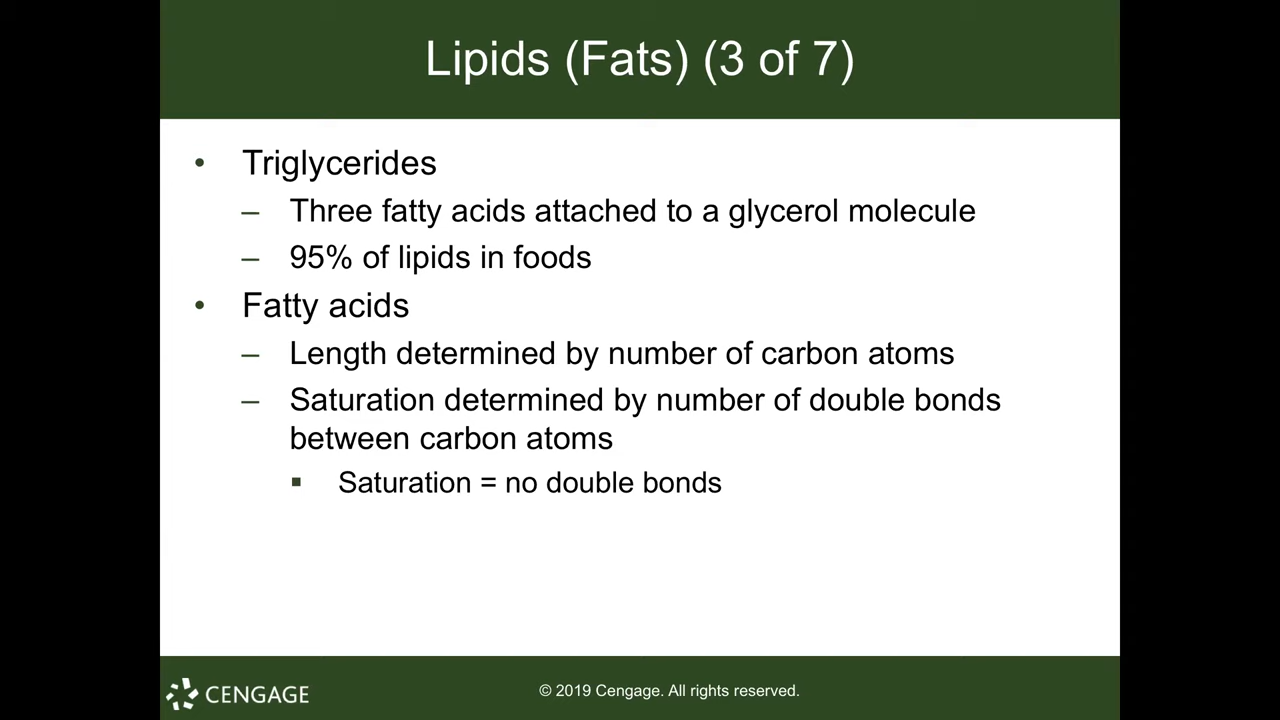 Lipids (Fats) (3 of 7)
• Triglycerides
– Three fatty acids attached to a glycerol molecule
– 95% of lipids in foods
• Fatty acids
– Length determined by number of carbon atoms
– Saturation determined by number of double bonds
between carbon atoms
▪ Saturation = no double bonds
CENGAGE
© 2019 Cengage. All rights reserved.